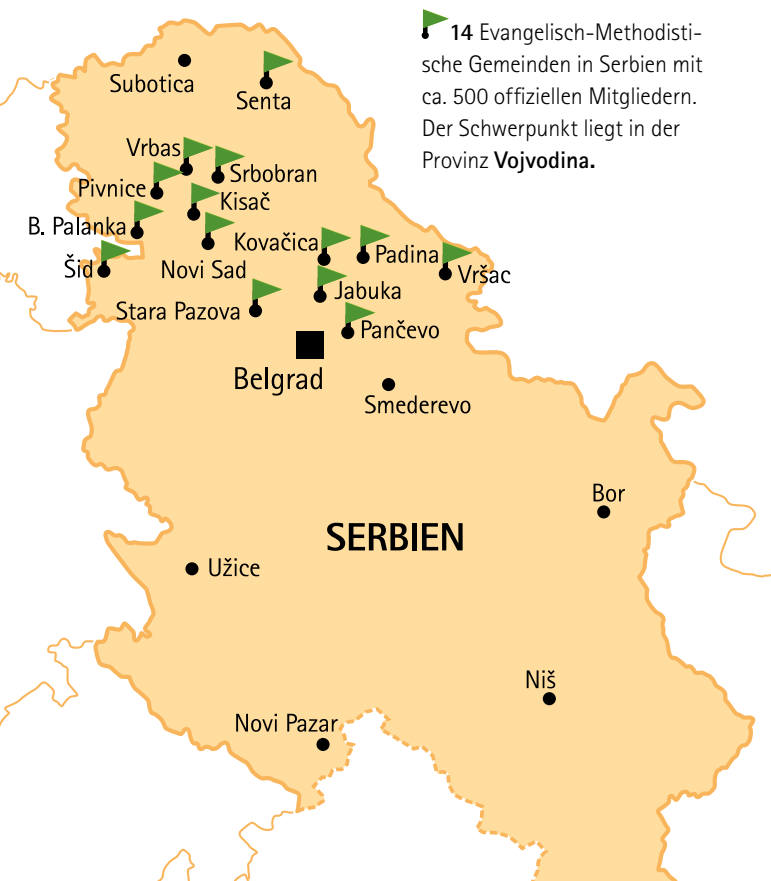 14 Evangelisch-Methodisti-
sche Gemeinden in Serbien mit
ca. 500 offiziellen Mitgliedern.
Der Schwerpunkt liegt in der
Provinz Vojvodina.
Subotica
Senta
Vrbas
Srbobran
Pivnice
Kisač
B. Palanka
Kovačica
Padina
Šid
Novi Sad
Vršac
Jabuka
Stara Pazova
Pančevo
Belgrad
Smederevo
Bor
SERBIEN
Užice
Niš
Novi Pazar